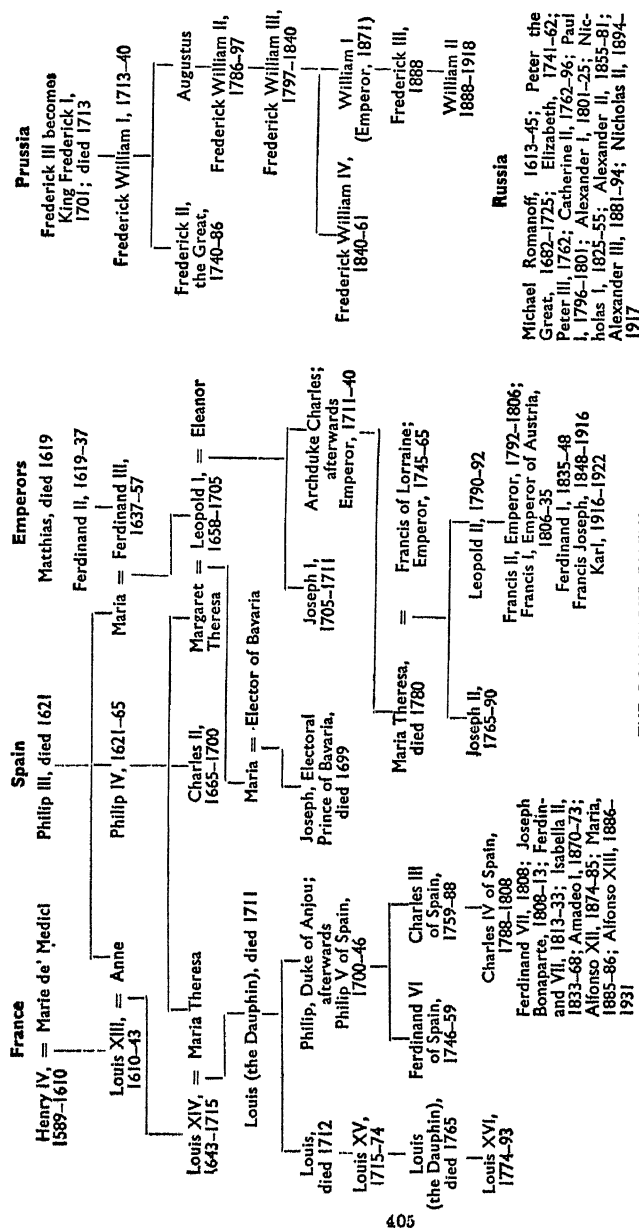 France
Henry IV, = Marie de' Medici
1589–1610
Louis XIII, = Anne
1610–43
Louis XIV, = Maria Theresa
1643–1715
Louis (the Dauphin), died 1711
Louis,
died 1712
Philip, Duke of Anjou;
afterwards
Philip V of Spain,
1700–46
Louis XV,
1715–74
Ferdinand VI
of Spain,
1746–59
Charles III
of Spain,
1759–88
Louis
(the Dauphin),
died 1765
Louis XVI,
1774–93
Charles IV of Spain,
1788–1808
Ferdinand VII, 1808; Joseph
Bonaparte, 1808–13; Ferdin-
and VII, 1813–33; Isabella II,
1833–68; Amadeo I, 1870–73;
Alfonso XII, 1874–85; Maria,
1885–86; Alfonso XIII, 1886–
1931
Spain
Philip III, died 1621
Philip IV, 1621–65
Maria = Ferdinand III,
1637–57
Charles II,
1665–1700
Margaret = Leopold I, = Eleanor
Theresa
1658–1705
Maria = Elector of Bavaria
Joseph, Electoral
Prince of Bavaria,
died 1699
Emperors
Matthias, died 1619
Ferdinand II, 1619–37
Joseph I,
1705–1711
Archduke Charles;
afterwards
Emperor, 1711–40
Maria Theresa, =
died 1780
Francis of Lorraine;
Emperor, 1745–65
Joseph II,
1765–90
Leopold II, 1790–92
Francis II, Emperor, 1792–1806;
Francis I, Emperor of Austria,
1806–35
Ferdinand I, 1835–48
Francis Joseph, 1848–1916
Karl, 1916–1922
Prussia
Frederick III becomes
King Frederick I,
1701; died 1713
Frederick William I, 1713–40
Frederick II,
the Great,
1740–86
Augustus
Frederick William II,
1786–97
Frederick William III,
1797–1840
Frederick William IV,
1840–61
William I
(Emperor, 1871)
Frederick III,
1888
William II
1888–1918
Russia
Michael Romanoff, 1613–45; Peter the
Great, 1682–1725; Elizabeth, 1741–62;
Peter III, 1762; Catherine II, 1762–96; Paul
I, 1796–1801; Alexander I, 1801–25; Nic-
holas I, 1825–55; Alexander II, 1855–81;
Alexander III, 1881–94; Nicholas II, 1894–
1917
405